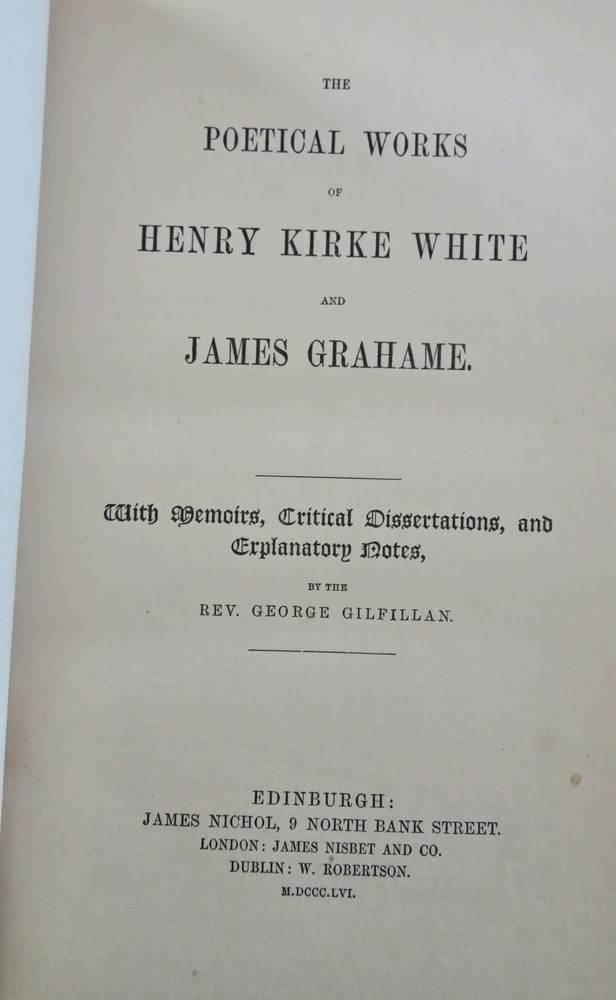 THE
POETICAL WORKS
OF
HENRY KIRKE WHITE
AND
JAMES GRAHAME.
With Memoirs, Critical Dissertations, and
Explanatory Notes,
BY THE
REV. GEORGE GILFILLAN.
EDINBURGH:
JAMES NICHOL, 9 NORTH BANK STREET.
LONDON: JAMES NISBET AND CO.
DUBLIN: W. ROBERTSON.
M.DCCC.LVI.